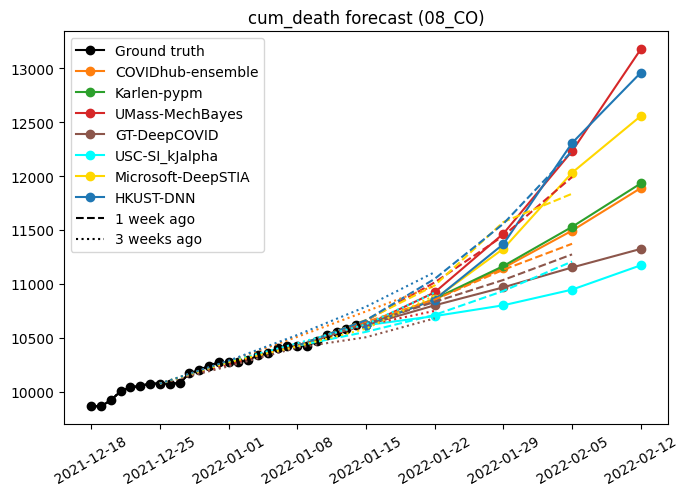 cum_death forecast (08_CO)
Ground truth
COVIDhub-ensemble
Karlen-pypm
UMass-MechBayes
GT-DeepCOVID
USC-SI_kJalpha
Microsoft-DeepSTIA
HKUST-DNN
1 week ago
3 weeks ago
13000
12500
12000
11500
11000
10500
10000
2021-12-18
2021-12-25
2022-01-01
2022-01-08
2022-01-15
2022-01-22
2022-01-29
2022-02-05
2022-02-12